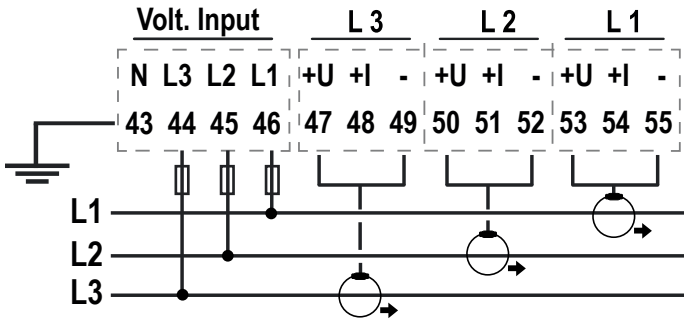 Volt. Input L 3 L 2 L 1
N L3 L2 L1 +U +I - +U +I - +U +I -
43 44 45 46 47 48 49 50 51 52 53 54 55
L1
L2
L3